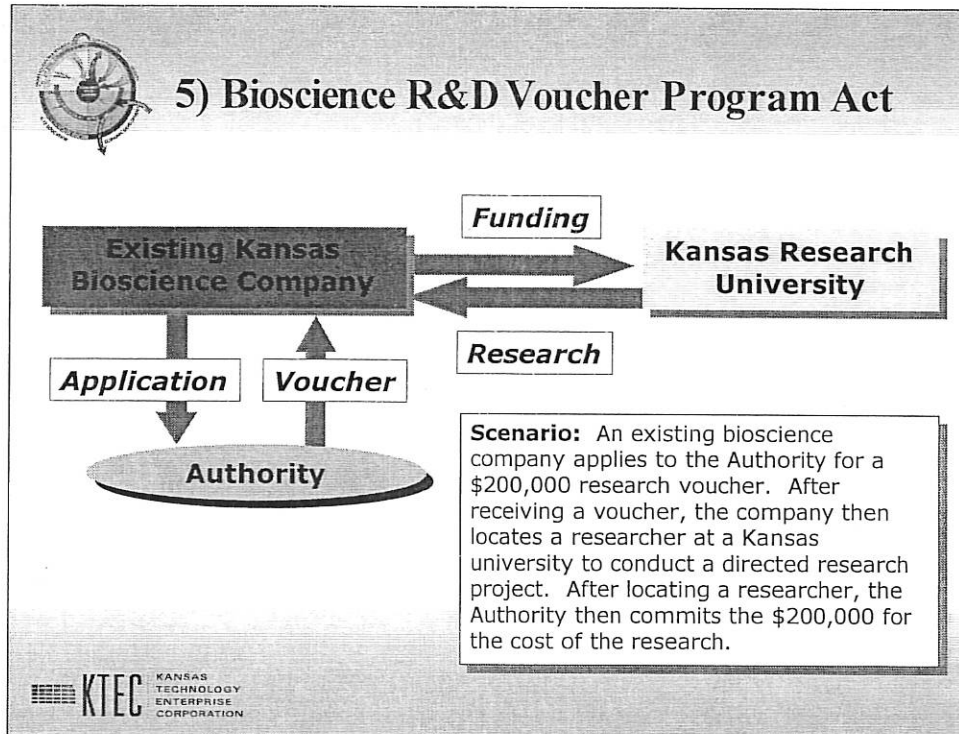 5) Bioscience R&D Voucher Program Act
Funding
Existing Kansas
Bioscience Company
Kansas Research
University
Research
Application
Voucher
Authority
Scenario: An existing bioscience
company applies to the Authority for a
$200,000 research voucher. After
receiving a voucher, the company then
locates a researcher at a Kansas
university to conduct a directed research
project. After locating a researcher, the
Authority then commits the $200,000 for
the cost of the research.
KTEC
KANSAS
TECHNOLOGY
ENTERPRISE
CORPORATION